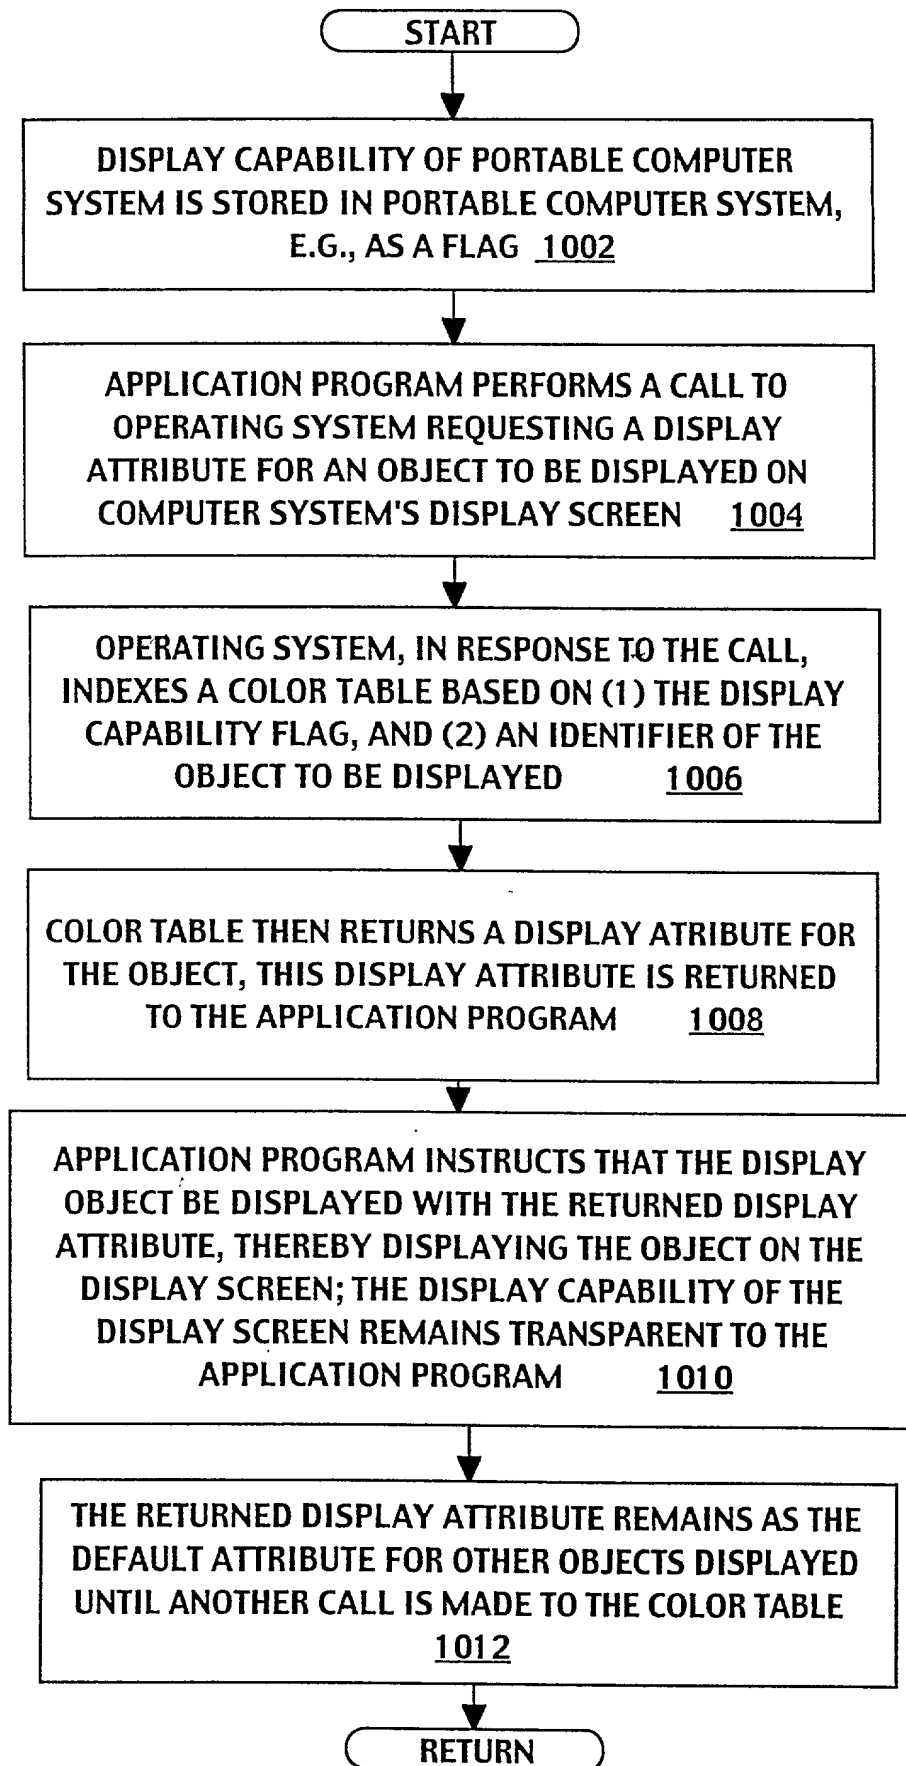 START
DISPLAY CAPABILITY OF PORTABLE COMPUTER
SYSTEM IS STORED IN PORTABLE COMPUTER SYSTEM,
E.G., AS A FLAG 1002
APPLICATION PROGRAM PERFORMS A CALL TO
OPERATING SYSTEM REQUESTING A DISPLAY
ATTRIBUTE FOR AN OBJECT TO BE DISPLAYED ON
COMPUTER SYSTEM'S DISPLAY SCREEN 1004
OPERATING SYSTEM, IN RESPONSE TO THE CALL,
INDEXES A COLOR TABLE BASED ON (1) THE DISPLAY
CAPABILITY FLAG, AND (2) AN IDENTIFIER OF THE
OBJECT TO BE DISPLAYED 1006
COLOR TABLE THEN RETURNS A DISPLAY ATRIBUTE FOR
THE OBJECT, THIS DISPLAY ATTRIBUTE IS RETURNED
TO THE APPLICATION PROGRAM 1008
APPLICATION PROGRAM INSTRUCTS THAT THE DISPLAY
OBJECT BE DISPLAYED WITH THE RETURNED DISPLAY
ATTRIBUTE, THEREBY DISPLAYING THE OBJECT ON THE
DISPLAY SCREEN; THE DISPLAY CAPABILITY OF THE
DISPLAY SCREEN REMAINS TRANSPARENT TO THE
APPLICATION PROGRAM 1010
THE RETURNED DISPLAY ATTRIBUTE REMAINS AS THE
DEFAULT ATTRIBUTE FOR OTHER OBJECTS DISPLAYED
UNTIL ANOTHER CALL IS MADE TO THE COLOR TABLE
1012
RETURN